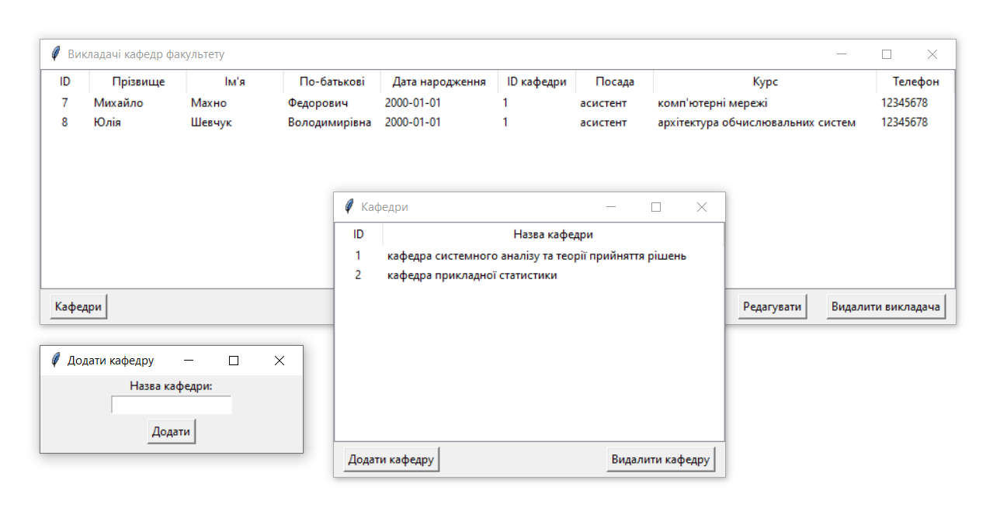 Викладачі кафедр факультету
ID Прізвище Ім'я По-батькові Дата народження ID кафедри Посада Курс Телефон
7 Михайло Махно Федорович 2000-01-01 1 асистент комп'ютерні мережі 12345678
8 Юлія Шевчук Володимирівна 2000-01-01 1 асистент архітектура обчислювальних систем 12345678
Кафедри Редагувати Видалити викладача
Кафедри
ID Назва кафедри
1 кафедра системного аналізу та теорії прийняття рішень
2 кафедра прикладної статистики
Додати кафедру Видалити кафедру
Додати кафедру
Назва кафедри:
Додати